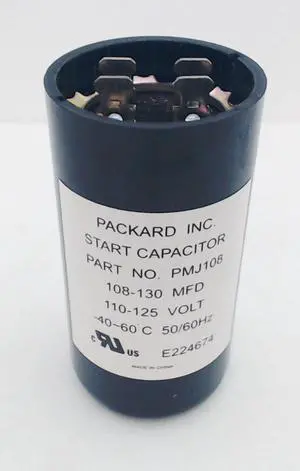 PACKARD INC.
START CAPACITOR
PART NO. PMJ108
108-130 MFD
110-125 VOLT
-40~60 C 50/60Hz
c UR US E224674
MADE IN CHINA